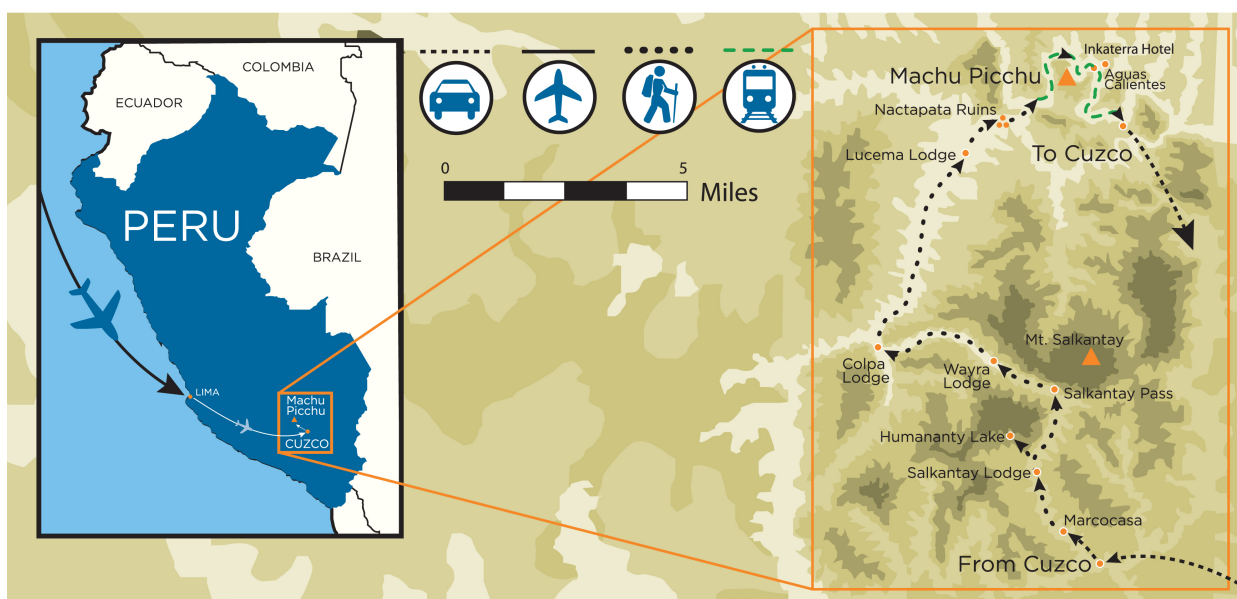 COLOMBIA
ECUADOR
PERU
BRAZIL
LIMA
Machu
Picchu
CUZCO
0
5
Miles
Inkaterra Hotel
Machu Picchu
Aguas
Calientes
Nactapata Ruins
To Cuzco
Lucema Lodge
Mt. Salkantay
Colpa
Lodge
Wayra
Lodge
Salkantay Pass
Humananty Lake
Salkantay Lodge
Marcocasa
From Cuzco